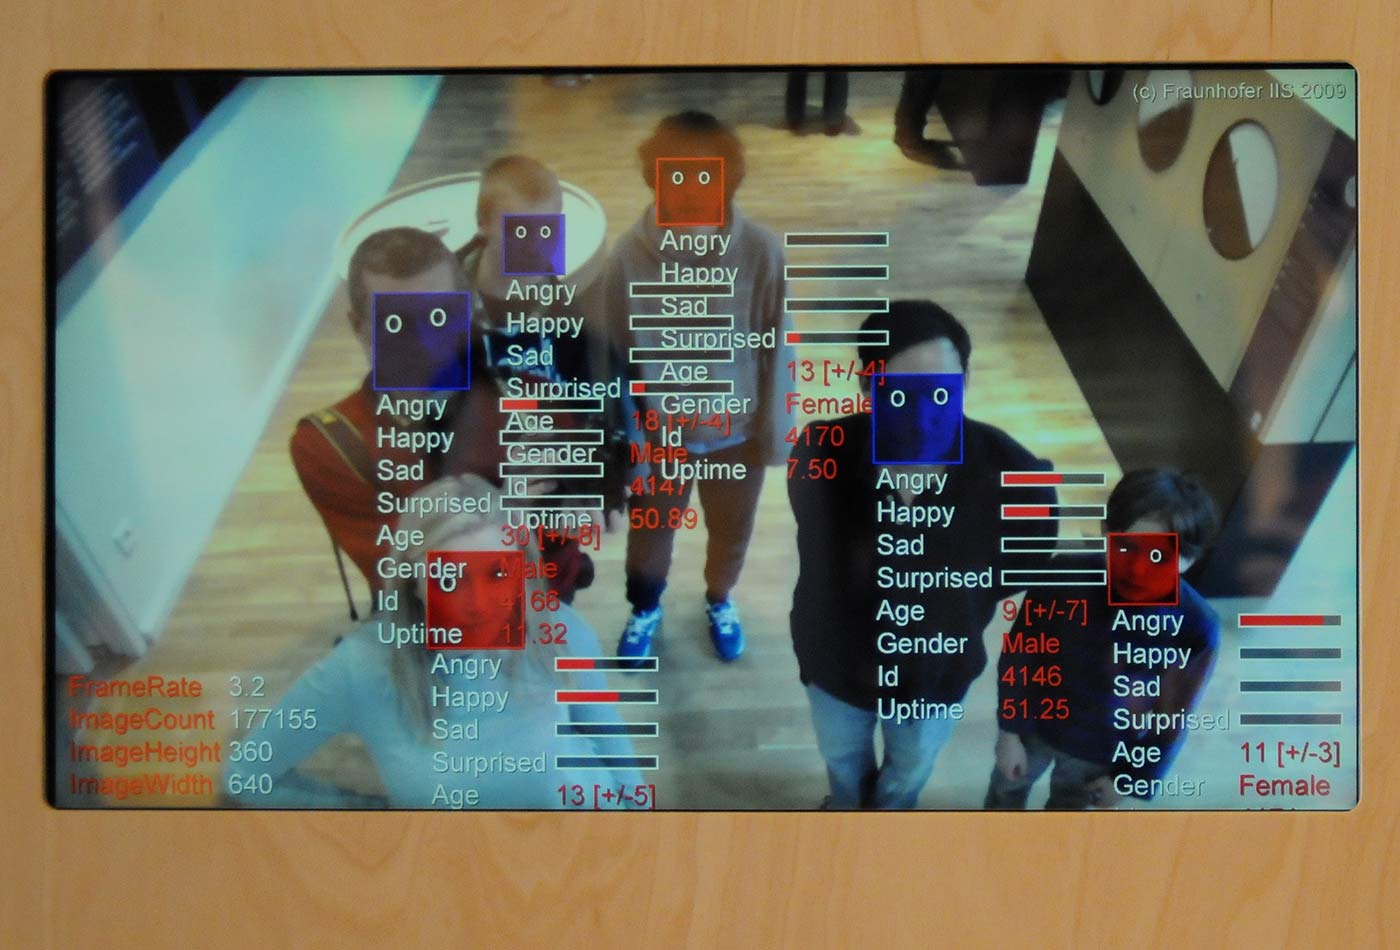 (c) Fraunhofer IIS 2009
Angry
Happy
Sad
Surprised
Age 13 [+/-4]
Gender Female
Id 4170
Uptime 7.50
Angry
Happy
Sad
Surprised
Age 18 [+/-4]
Gender Male
Id 4147
Uptime 50.89
Angry
Happy
Sad
Surprised
Age 30 [+/-8]
Gender Male
Id 4166
Uptime 11.32
Angry
Happy
Sad
Surprised
Age 9 [+/-7]
Gender Male
Id 4146
Uptime 51.25
Angry
Happy
Sad
Surprised
Age 13 [+/-5]
Angry
Happy
Sad
Surprised
Age 11 [+/-3]
Gender Female
FrameRate 3.2
ImageCount 177155
ImageHeight 360
ImageWidth 640